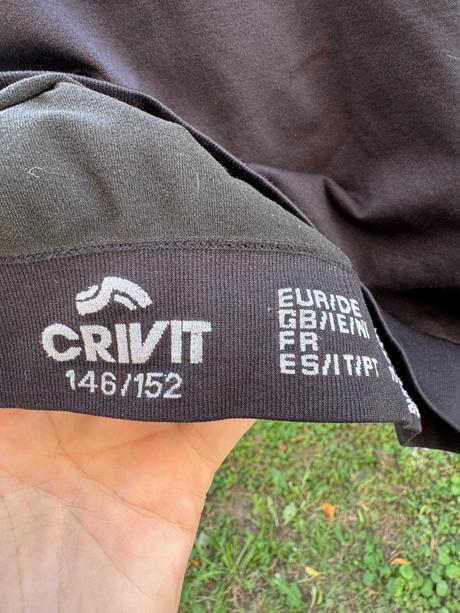 CRIVIT
146/152
EUR/DE
GB/IE/NI
FR
ES/IT/PT